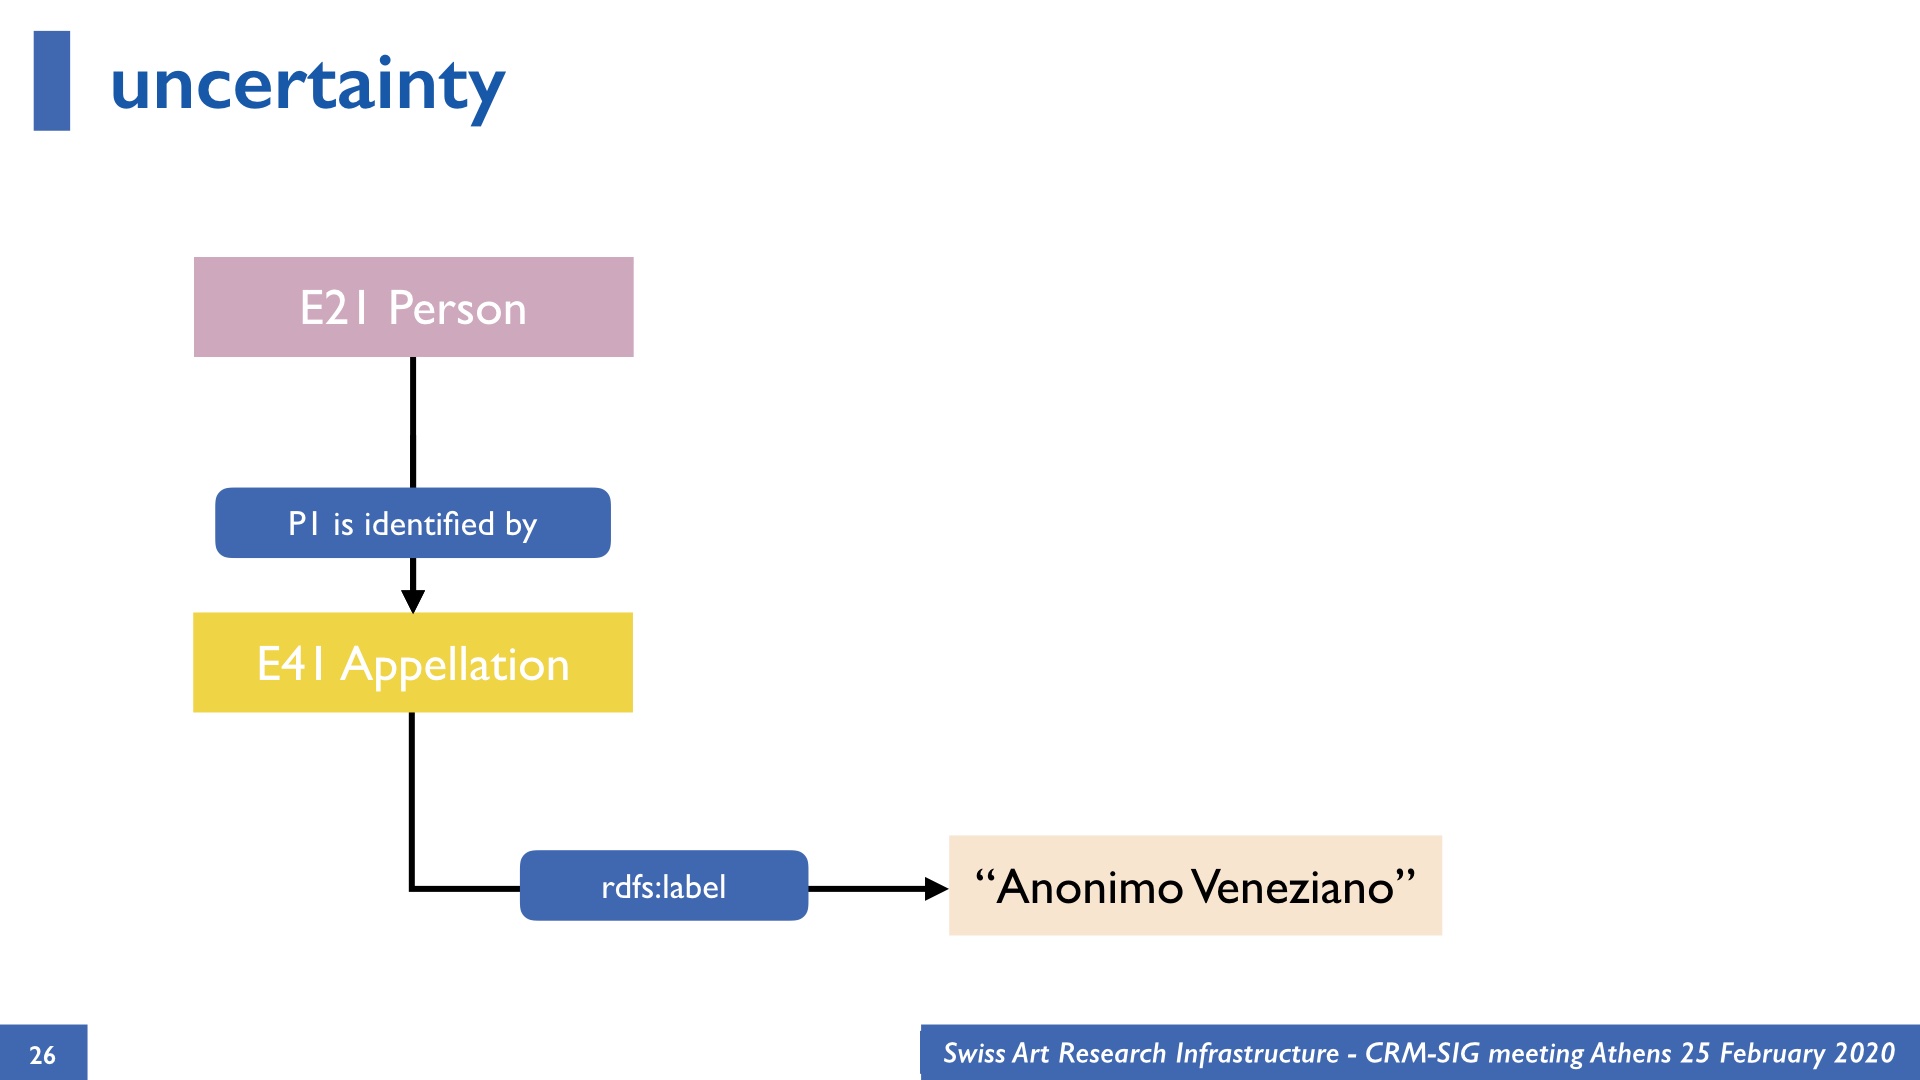 uncertainty
E21 Person
P1 is identified by
E41 Appellation
rdfs:label
“Anonimo Veneziano”
26
Swiss Art Research Infrastructure - CRM-SIG meeting Athens 25 February 2020